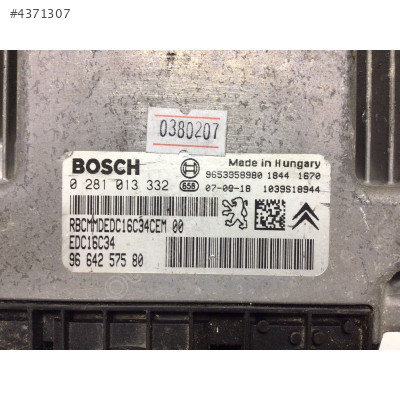 #4371307
0380207
BOSCH
Made in Hungary
9653958980 1844 1670
0 281 013 332 658 07-08-18 1039S18944
RBCMMDEDC16C34CEM 00
EDC16C34
96 642 575 80